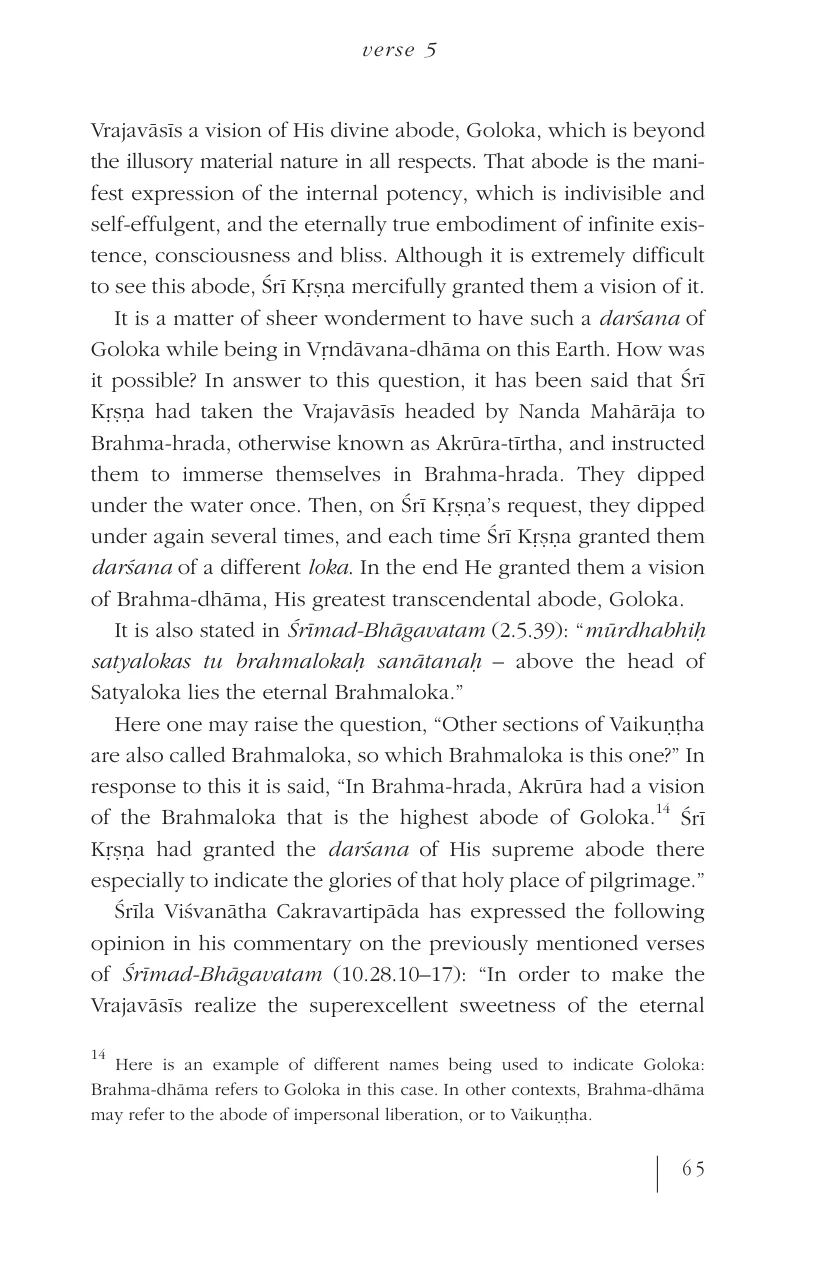 verse 5
Vrajavāsīs a vision of His divine abode, Goloka, which is beyond
the illusory material nature in all respects. That abode is the mani-
fest expression of the internal potency, which is indivisible and
self-effulgent, and the eternally true embodiment of infinite exis-
tence, consciousness and bliss. Although it is extremely difficult
to see this abode, Śrī Kṛṣṇa mercifully granted them a vision of it.
It is a matter of sheer wonderment to have such a darśana of
Goloka while being in Vṛndāvana-dhāma on this Earth. How was
it possible? In answer to this question, it has been said that Śrī
Kṛṣṇa had taken the Vrajavāsīs headed by Nanda Mahārāja to
Brahma-hrada, otherwise known as Akrūra-tīrtha, and instructed
them to immerse themselves in Brahma-hrada. They dipped
under the water once. Then, on Śrī Kṛṣṇa’s request, they dipped
under again several times, and each time Śrī Kṛṣṇa granted them
darśana of a different loka. In the end He granted them a vision
of Brahma-dhāma, His greatest transcendental abode, Goloka.
It is also stated in Śrīmad-Bhāgavatam (2.5.39): “mūrdhabhiḥ
satyalokas tu brahmalokaḥ sanātanaḥ – above the head of
Satyaloka lies the eternal Brahmaloka.”
Here one may raise the question, “Other sections of Vaikuṇṭha
are also called Brahmaloka, so which Brahmaloka is this one?” In
response to this it is said, “In Brahma-hrada, Akrūra had a vision
of the Brahmaloka that is the highest abode of Goloka.14 Śrī
Kṛṣṇa had granted the darśana of His supreme abode there
especially to indicate the glories of that holy place of pilgrimage.”
Śrīla Viśvanātha Cakravartipāda has expressed the following
opinion in his commentary on the previously mentioned verses
of Śrīmad-Bhāgavatam (10.28.10–17): “In order to make the
Vrajavāsīs realize the superexcellent sweetness of the eternal
14 Here is an example of different names being used to indicate Goloka:
Brahma-dhāma refers to Goloka in this case. In other contexts, Brahma-dhāma
may refer to the abode of impersonal liberation, or to Vaikuṇṭha.
65